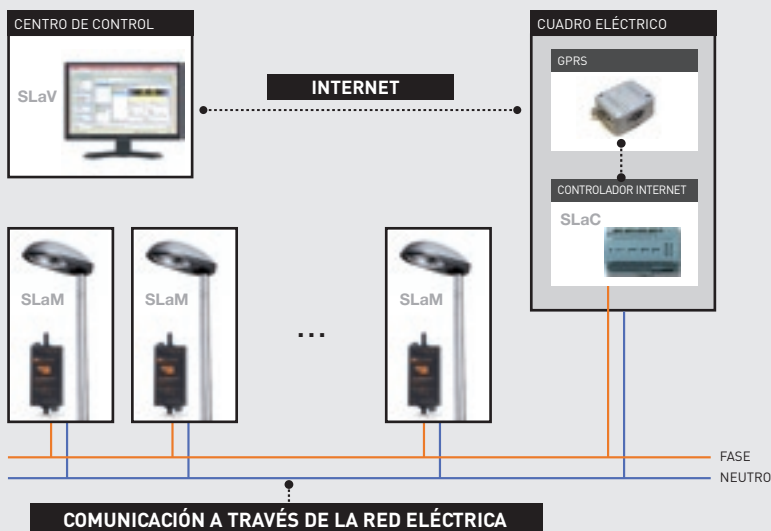 CENTRO DE CONTROL
SLaV
INTERNET
CUADRO ELÉCTRICO
GPRS
CONTROLADOR INTERNET
SLaC
SLaM
SLaM
...
SLaM
FASE
NEUTRO
COMUNICACIÓN A TRAVÉS DE LA RED ELÉCTRICA